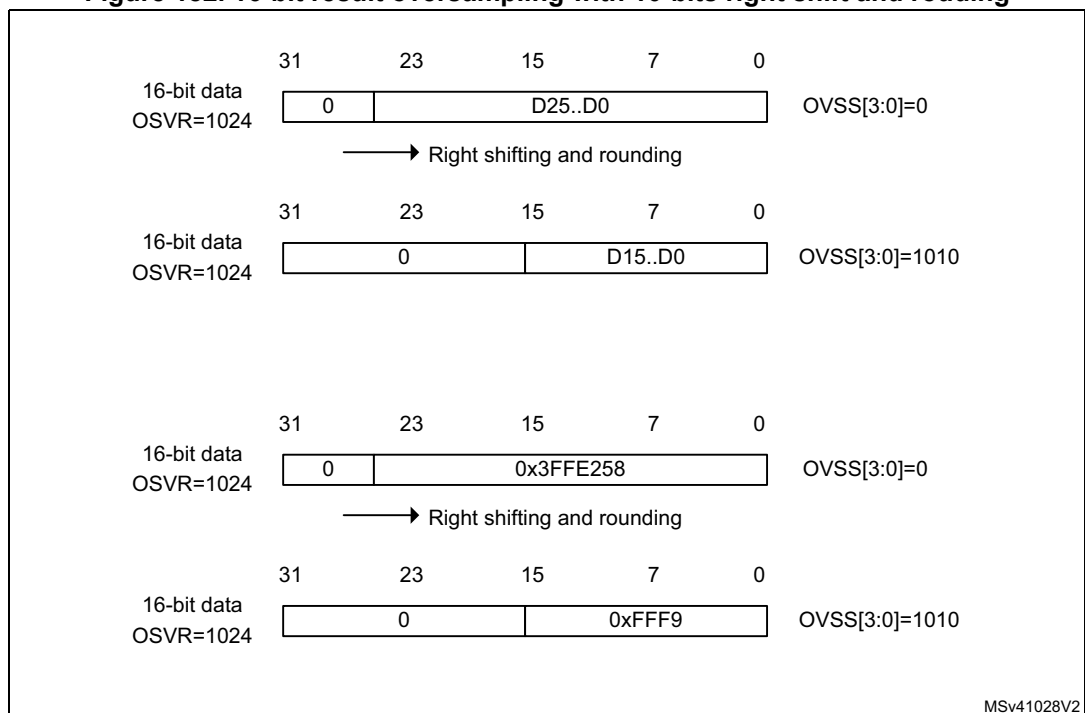 Figure 16-bit result oversampling with 10-bits right shift and rouding
31 23 15 7 0
16-bit data
OSVR=1024
0 D25..D0 OVSS[3:0]=0
Right shifting and rounding
31 23 15 7 0
16-bit data
OSVR=1024
0 D15..D0 OVSS[3:0]=1010
31 23 15 7 0
16-bit data
OSVR=1024
0 0x3FFE258 OVSS[3:0]=0
Right shifting and rounding
31 23 15 7 0
16-bit data
OSVR=1024
0 0xFFF9 OVSS[3:0]=1010
MSv41028V2